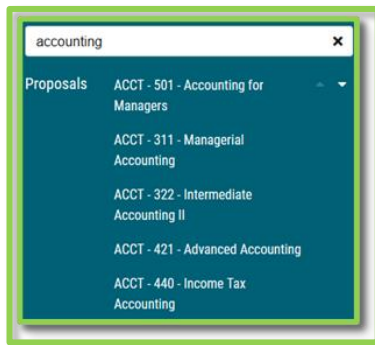 accounting
Proposals
ACCT - 501 - Accounting for
Managers
ACCT - 311 - Managerial
Accounting
ACCT - 322 - Intermediate
Accounting II
ACCT - 421 - Advanced Accounting
ACCT - 440 - Income Tax
Accounting